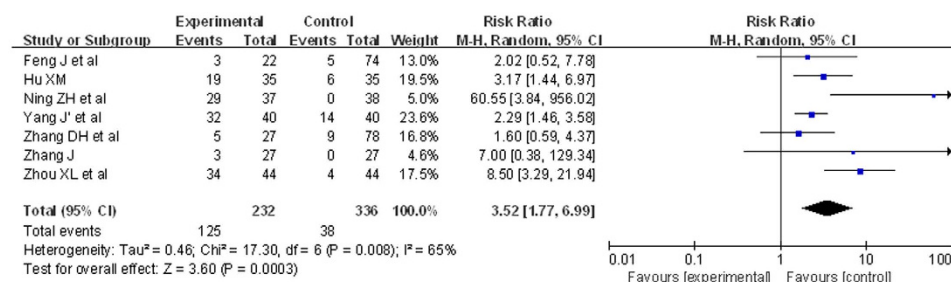 Experimental Control Risk Ratio Risk Ratio
Study or Subgroup Events Total Events Total Weight M-H, Random, 95% CI M-H, Random, 95% CI
Feng J et al 3 22 5 74 13.0% 2.02 [0.52, 7.78]
Hu XM 19 35 6 35 19.5% 3.17 [1.44, 6.97]
Ning ZH et al 29 37 0 38 5.0% 60.55 [3.84, 956.02]
Yang J' et al 32 40 14 40 23.6% 2.29 [1.46, 3.58]
Zhang DH et al 5 27 9 78 16.8% 1.60 [0.59, 4.37]
Zhang J 3 27 0 27 4.6% 7.00 [0.38, 129.34]
Zhou XL et al 34 44 4 44 17.5% 8.50 [3.29, 21.94]
Total (95% CI) 232 336 100.0% 3.52 [1.77, 6.99]
Total events 125 38
Heterogeneity: Tau² = 0.46; Chi² = 17.30, df = 6 (P = 0.008); I² = 65%
Test for overall effect: Z = 3.60 (P = 0.0003)
0.01 0.1 1 10 100
Favours [experimental] Favours [control]